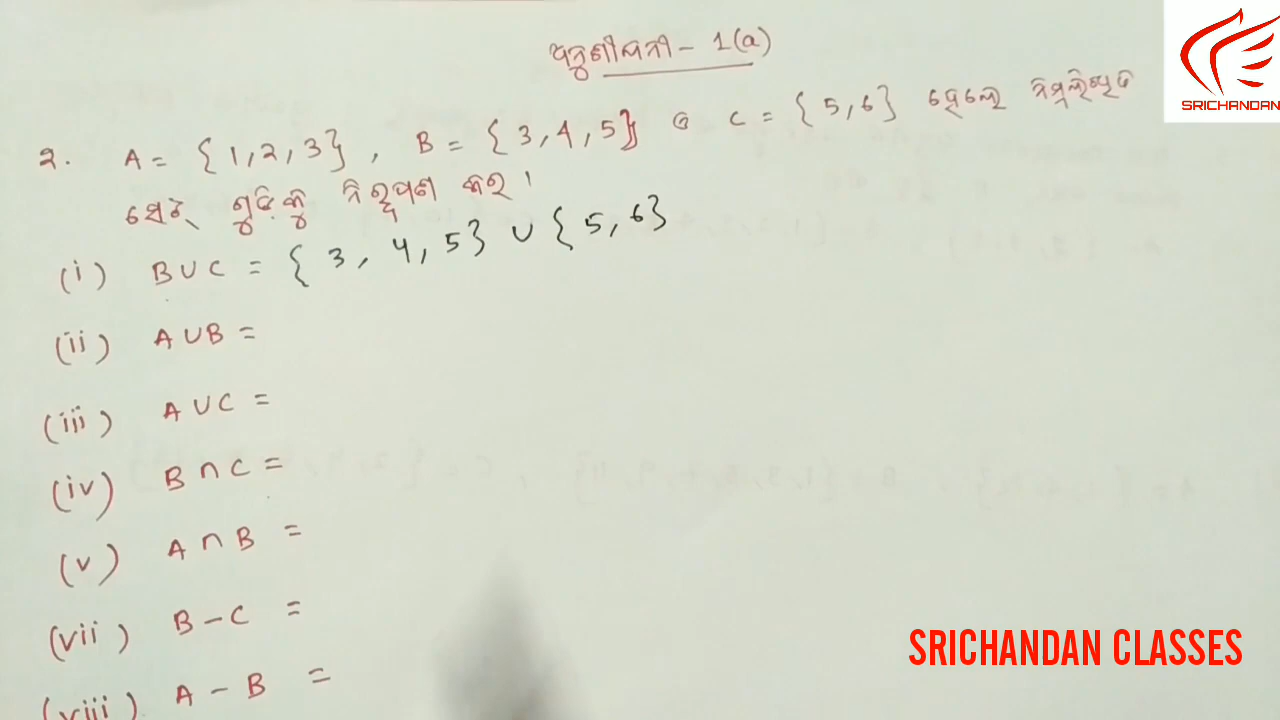 ଅନୁଶୀଳନୀ - 1(a)
SRICHANDAN
୨. A = {1,2,3}, B = {3,4,5} ଓ C = {5,6} ହେଲେ ନିମ୍ନଲିଖିତ
ସେଟ୍ ଗୁଡ଼ିକୁ ନିରୂପଣ କର ।
(i) B∪C = {3, 4, 5} ∪ {5, 6}
(ii) A∪B =
(iii) A∪C =
(iv) B∩C =
(v) A∩B =
(vii) B-C =
(viii) A - B =
SRICHANDAN CLASSES